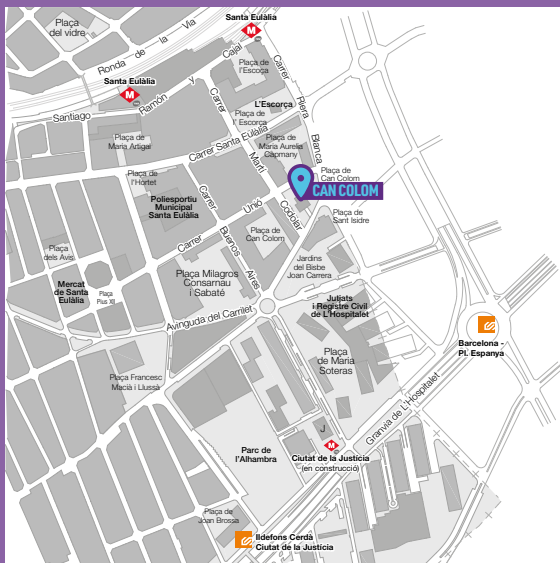 Santa Eulàlia
M
Plaça
del vidre
Ronda de la Via
Cajal
y
Ramón
Santiago
Plaça de
l'Escoça
Carrer
Riera
Blanca
Santa Eulàlia
M
L'Escorça
Plaça de
l' Escorça
Carrer
Martí
Codolar
Carrer Santa Eulàlia
Plaça de
Maria Artigal
Plaça de
Maria Aurelia
Capmany
Plaça de
Can Colom
CAN COLOM
Plaça de
l'Hortet
Poliesportiu
Municipal
Santa Eulàlia
Carrer
Buenos
Aires
Unió
Carrer
Plaça de
Sant Isidre
Plaça de
Can Colom
Plaça
dels Avis
Jardins
del Bisbe
Joan Carrera
Plaça Milagros
Consarnau
i Sabaté
Mercat
de Santa
Eulàlia
Plaça
Pius XII
Jutjats
i Registre Civil
de L'Hospitalet
Avinguda del Carrilet
Barcelona -
Pl. Espanya
Plaça
de Maria
Soteras
Plaça Francesc
Macià i Llussà
Granvia de L'Hospitalet
J
M
Parc de
l'Alhambra
Ciutat de la Justícia
(en construcció)
Plaça de
Joan Brossa
Ildefons Cerdà
Ciutat de la Justícia